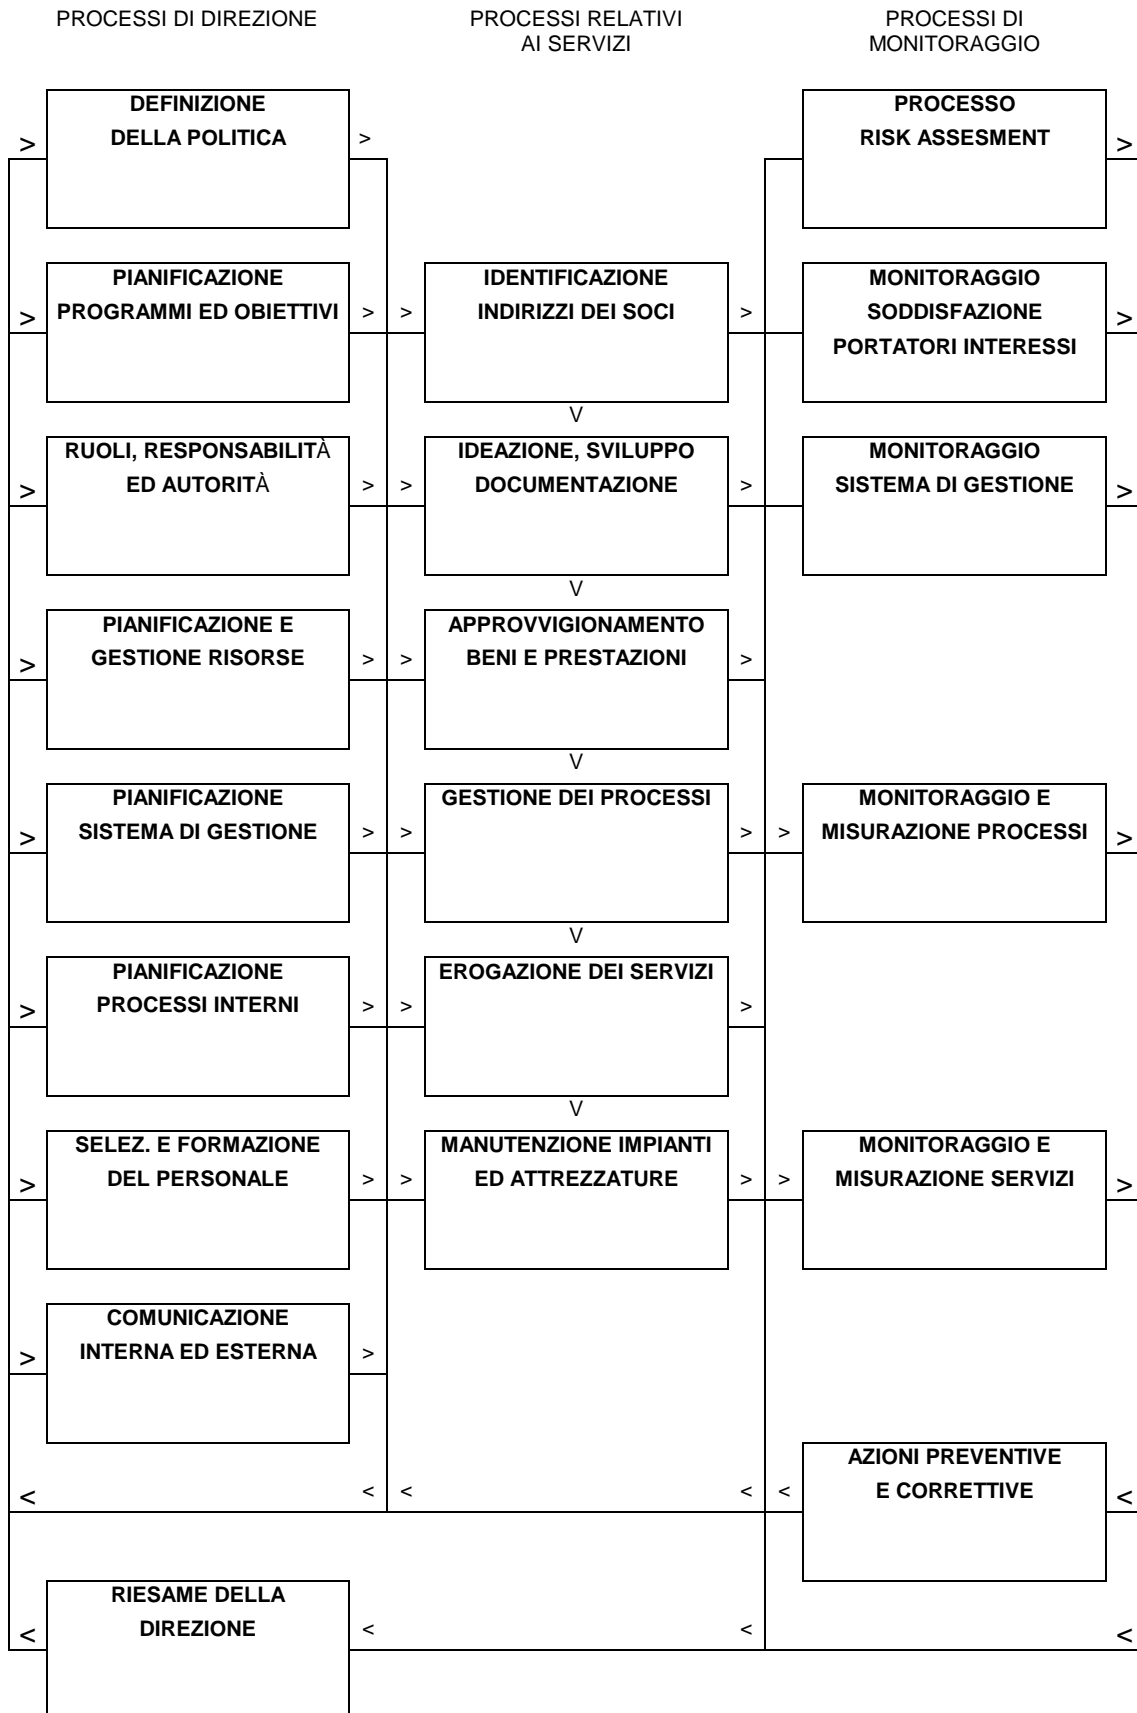 PROCESSI DI DIREZIONE
PROCESSI RELATIVI
AI SERVIZI
PROCESSI DI
MONITORAGGIO
DEFINIZIONE
DELLA POLITICA
PROCESSO
RISK ASSESMENT
> > >
PIANIFICAZIONE
PROGRAMMI ED OBIETTIVI
IDENTIFICAZIONE
INDIRIZZI DEI SOCI
MONITORAGGIO
SODDISFAZIONE
PORTATORI INTERESSI
> > > > >
V
RUOLI, RESPONSABILITÀ
ED AUTORITÀ
IDEAZIONE, SVILUPPO
DOCUMENTAZIONE
MONITORAGGIO
SISTEMA DI GESTIONE
> > > > >
V
PIANIFICAZIONE E
GESTIONE RISORSE
APPROVVIGIONAMENTO
BENI E PRESTAZIONI
> > > >
V
PIANIFICAZIONE
SISTEMA DI GESTIONE
GESTIONE DEI PROCESSI
MONITORAGGIO E
MISURAZIONE PROCESSI
> > > > > >
V
PIANIFICAZIONE
PROCESSI INTERNI
EROGAZIONE DEI SERVIZI
> > > >
V
SELEZ. E FORMAZIONE
DEL PERSONALE
MANUTENZIONE IMPIANTI
ED ATTREZZATURE
MONITORAGGIO E
MISURAZIONE SERVIZI
> > > > > >
COMUNICAZIONE
INTERNA ED ESTERNA
> >
AZIONI PREVENTIVE
E CORRETTIVE
< < < < < <
RIESAME DELLA
DIREZIONE
< < < <